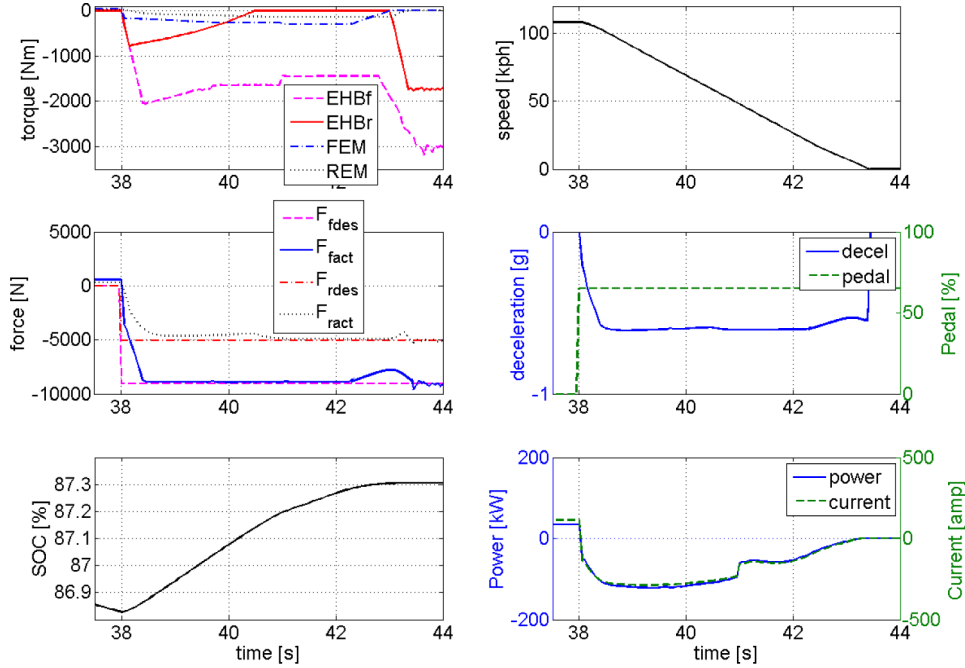 0
-1000
-2000
-3000
torque [Nm]
EHBf
EHBr
FEM
REM
38
40
42
44
100
50
0
speed [kph]
38
40
42
44
5000
0
-5000
-10000
force [N]
F_fdes
F_fact
F_rdes
F_ract
38
40
42
44
0
-1
deceleration [g]
decel
pedal
100
50
0
Pedal [%]
38
40
42
44
87.3
87.2
87.1
87
86.9
SOC [%]
38
40
42
44
time [s]
200
0
-200
Power [kW]
power
current
500
0
-500
Current [amp]
38
40
42
44
time [s]